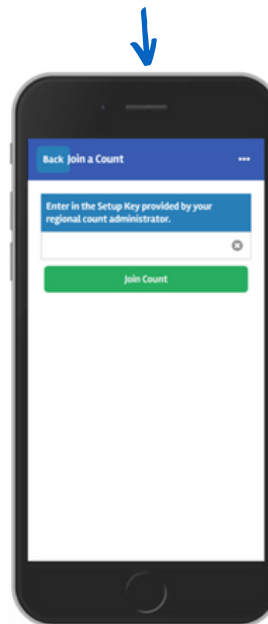 Back Join a Count
Enter in the Setup Key provided by your
regional count administrator.
Join Count